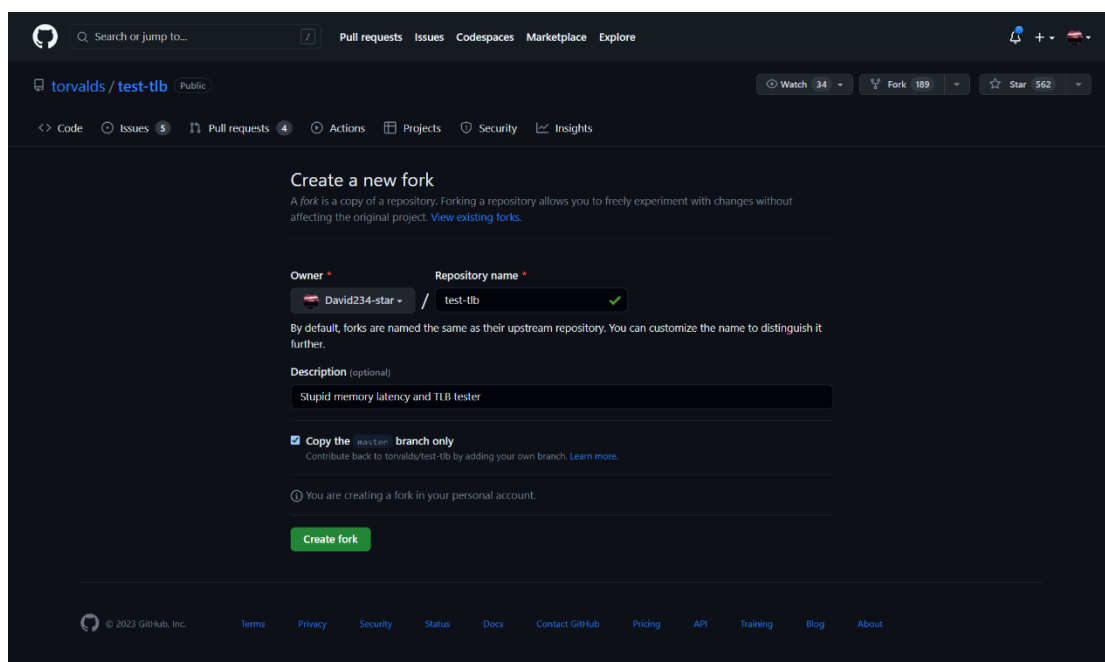 Search or jump to... /
Pull requests Issues Codespaces Marketplace Explore
torvalds / test-tlb Public
Watch 34 Fork 189 Star 562
Code Issues 5 Pull requests 4 Actions Projects Security Insights
Create a new fork
A fork is a copy of a repository. Forking a repository allows you to freely experiment with changes without
affecting the original project. View existing forks.
Owner * Repository name *
David234-star / test-tlb
By default, forks are named the same as their upstream repository. You can customize the name to distinguish it
further.
Description (optional)
Stupid memory latency and TLB tester
Copy the master branch only
Contribute back to torvalds/test-tlb by adding your own branch. Learn more.
You are creating a fork in your personal account.
Create fork
© 2023 GitHub, Inc. Terms Privacy Security Status Docs Contact GitHub Pricing API Training Blog About